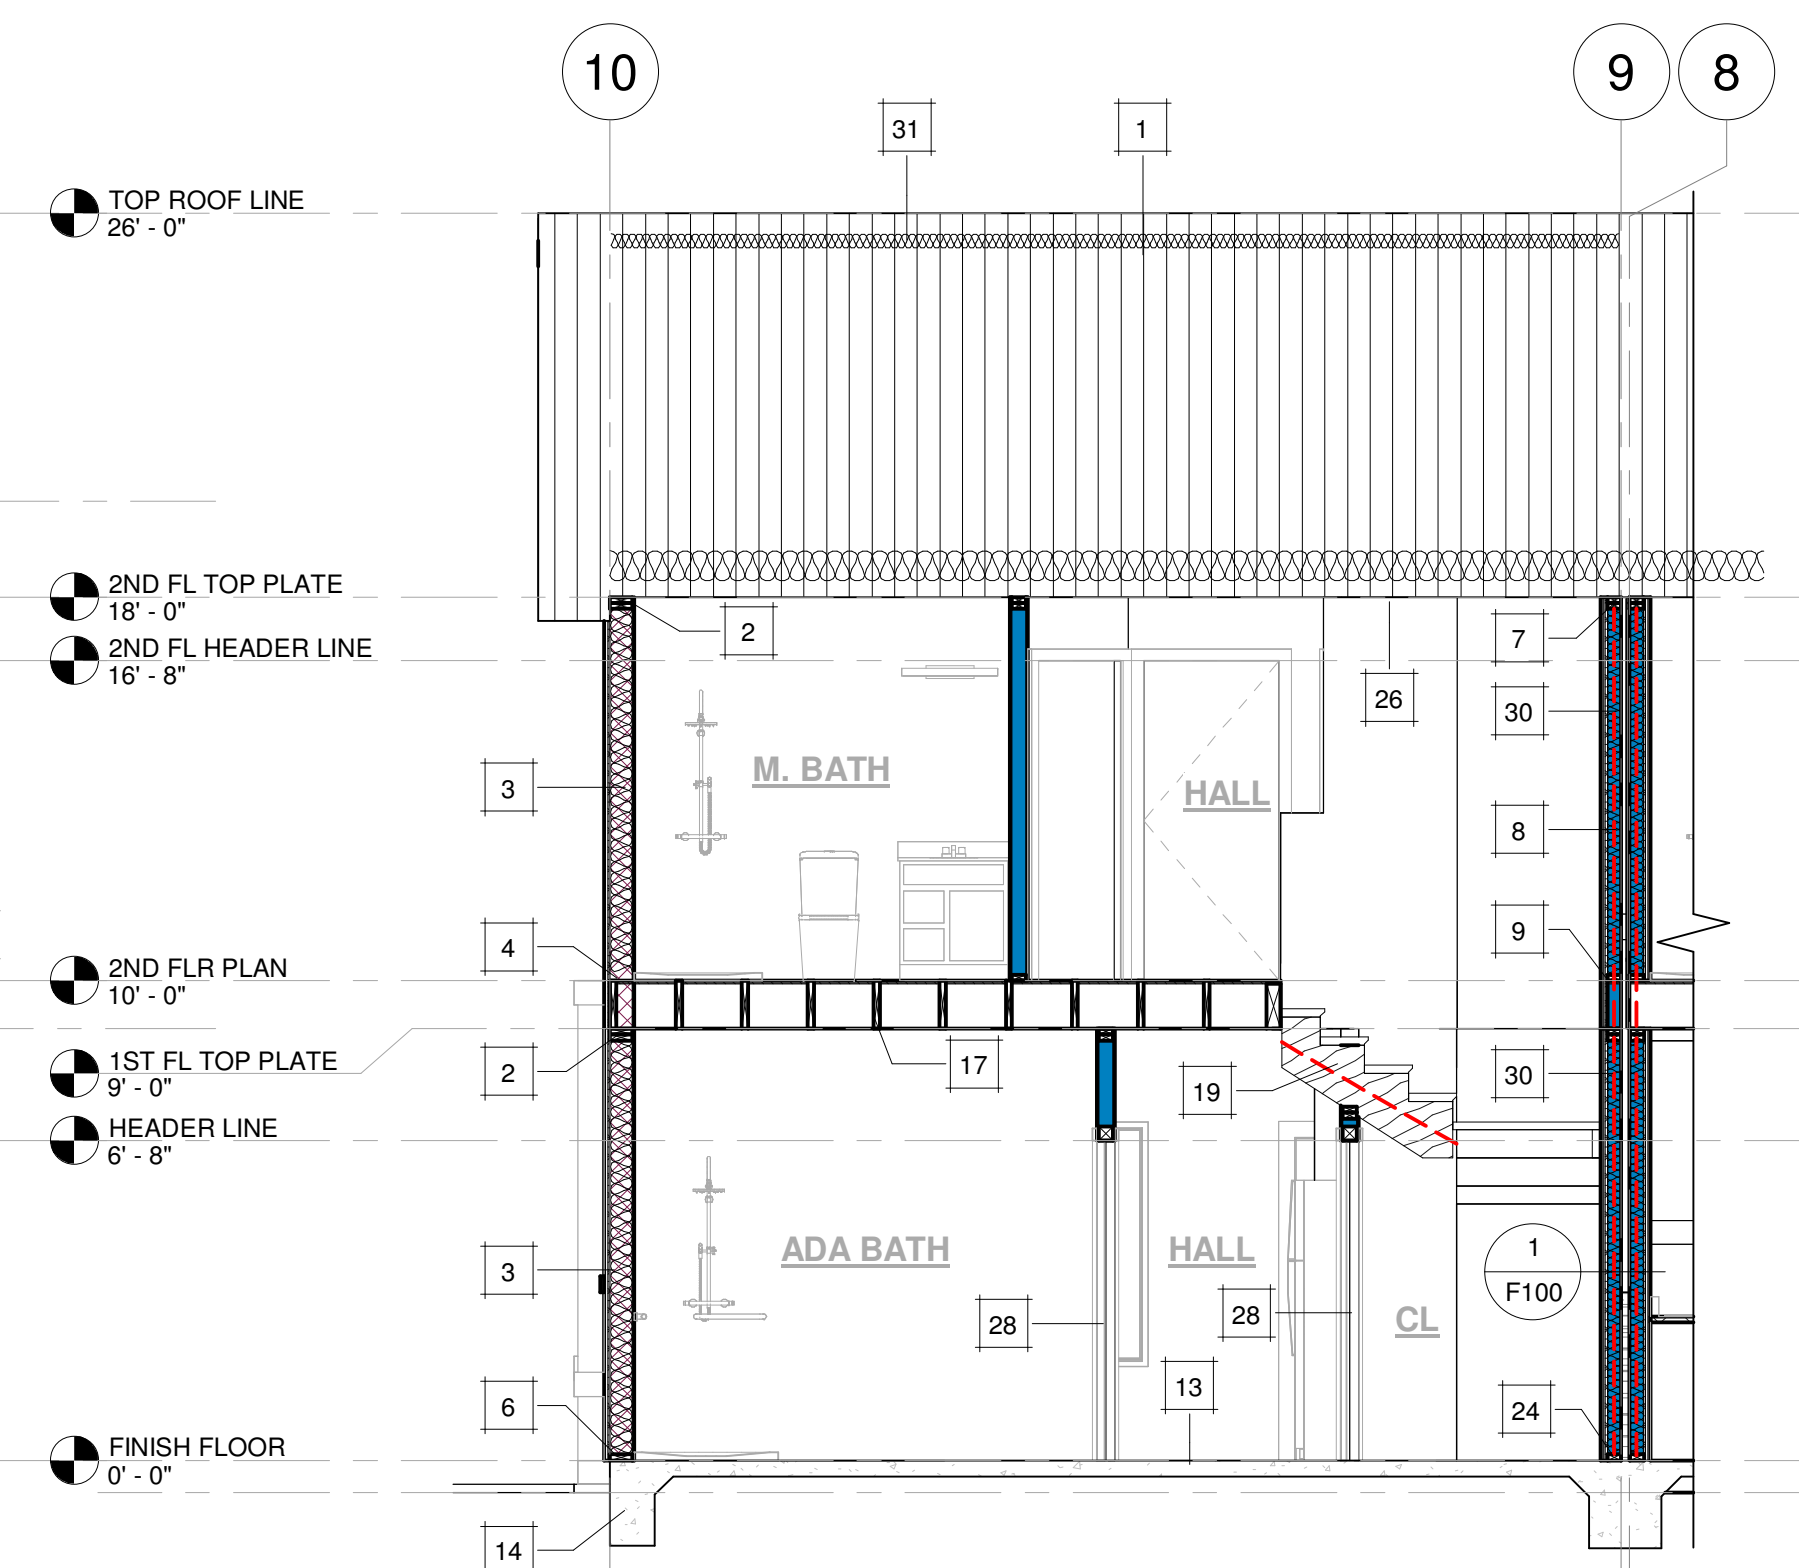 10
9
8
31
1
TOP ROOF LINE
26' - 0"
2ND FL TOP PLATE
18' - 0"
2
7
2ND FL HEADER LINE
16' - 8"
26
30
M. BATH
HALL
3
8
4
9
2ND FLR PLAN
10' - 0"
1ST FL TOP PLATE
9' - 0"
2
17
19
30
HEADER LINE
6' - 8"
ADA BATH
HALL
3
1
F100
28
28
CL
13
6
24
FINISH FLOOR
0' - 0"
14